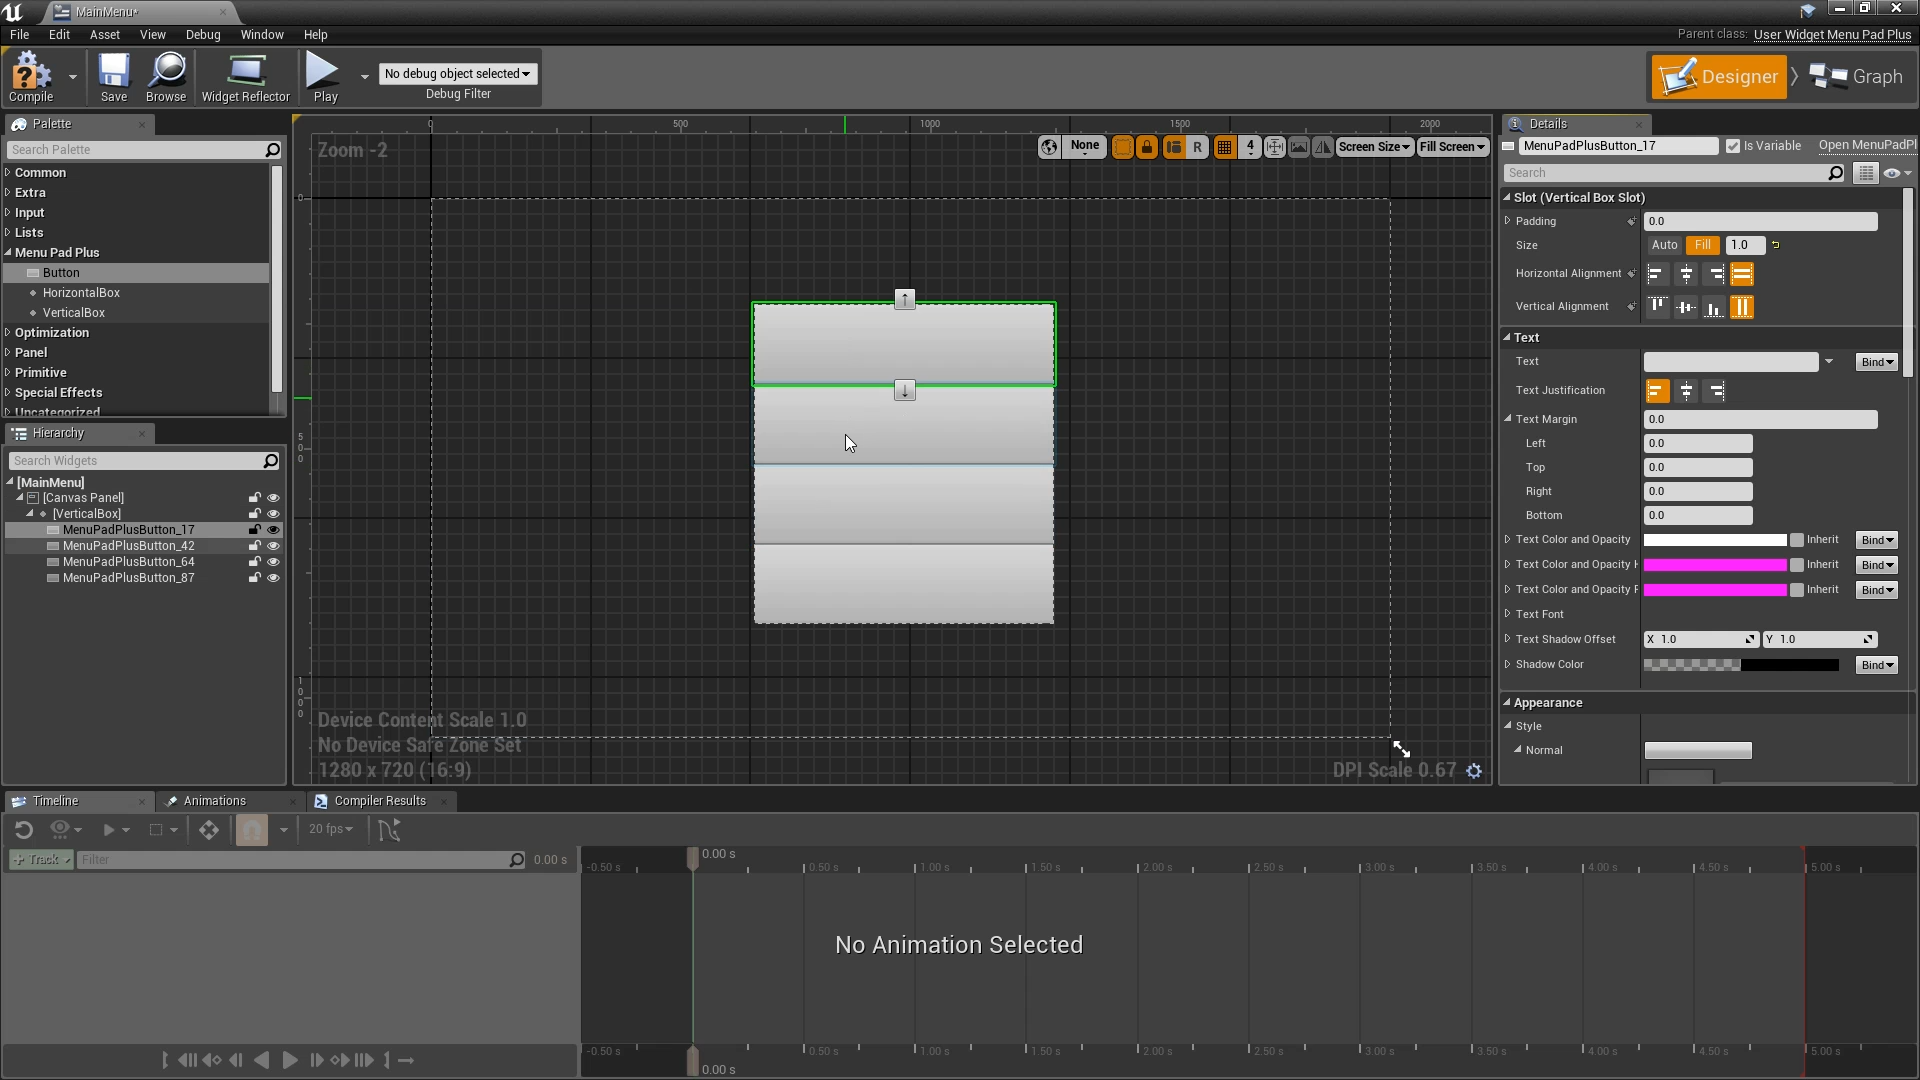 MainMenu*
File Edit Asset View Debug Window Help
Parent class: User Widget Menu Pad Plus
Compile Save Browse Widget Reflector Play
No debug object selected
Debug Filter
Designer Graph
Palette
Search Palette
Common
Extra
Input
Lists
Menu Pad Plus
Button
HorizontalBox
VerticalBox
Optimization
Panel
Primitive
Special Effects
Uncategorized
Hierarchy
Search Widgets
[MainMenu]
[Canvas Panel]
[VerticalBox]
MenuPadPlusButton_17
MenuPadPlusButton_42
MenuPadPlusButton_64
MenuPadPlusButton_87
0 500 1000 1500 2000
Zoom -2
None R 4 Screen Size Fill Screen
0
500
1000
Device Content Scale 1.0
No Device Safe Zone Set
1280 x 720 (16:9)
DPI Scale 0.67
Details
MenuPadPlusButton_17 Is Variable Open MenuPadPl
Search
Slot (Vertical Box Slot)
Padding 0.0
Size Auto Fill 1.0
Horizontal Alignment
Vertical Alignment
Text
Text Bind
Text Justification
Text Margin 0.0
Left 0.0
Top 0.0
Right 0.0
Bottom 0.0
Text Color and Opacity Inherit Bind
Text Color and Opacity H Inherit Bind
Text Color and Opacity F Inherit Bind
Text Font
Text Shadow Offset X 1.0 Y 1.0
Shadow Color Bind
Appearance
Style
Normal
Timeline Animations Compiler Results
20 fps
+ Track Filter 0.00 s
0.00 s
-0.50 s 0.50 s 1.00 s 1.50 s 2.00 s 2.50 s 3.00 s 3.50 s 4.00 s 4.50 s 5.00 s
No Animation Selected
-0.50 s 0.50 s 1.00 s 1.50 s 2.00 s 2.50 s 3.00 s 3.50 s 4.00 s 4.50 s 5.00 s
0.00 s